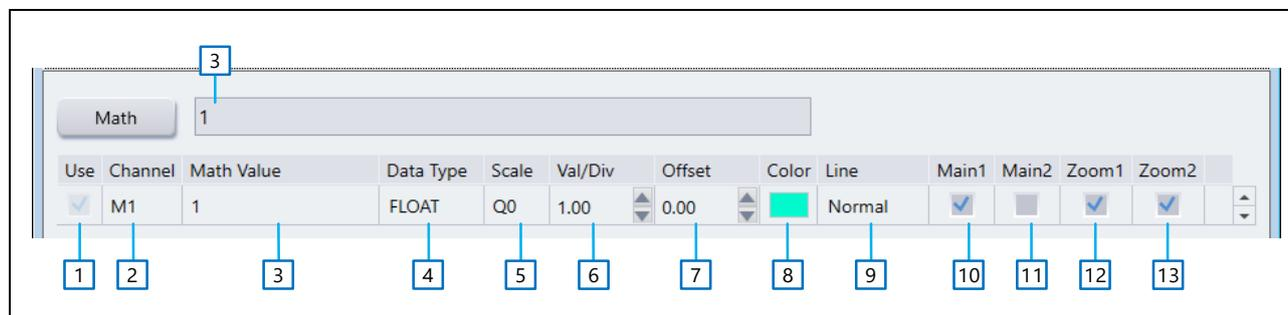 3
Math 1
Use Channel Math Value Data Type Scale Val/Div Offset Color Line Main1 Main2 Zoom1 Zoom2
M1 1 FLOAT Q0 1.00 0.00 Normal
1 2 3 4 5 6 7 8 9 10 11 12 13